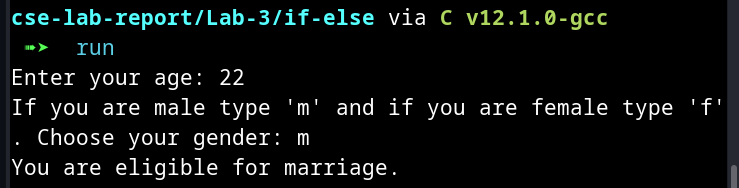 cse-lab-report/Lab-3/if-else via C v12.1.0-gcc
➠➤ run
Enter your age: 22
If you are male type 'm' and if you are female type 'f'
. Choose your gender: m
You are eligible for marriage.